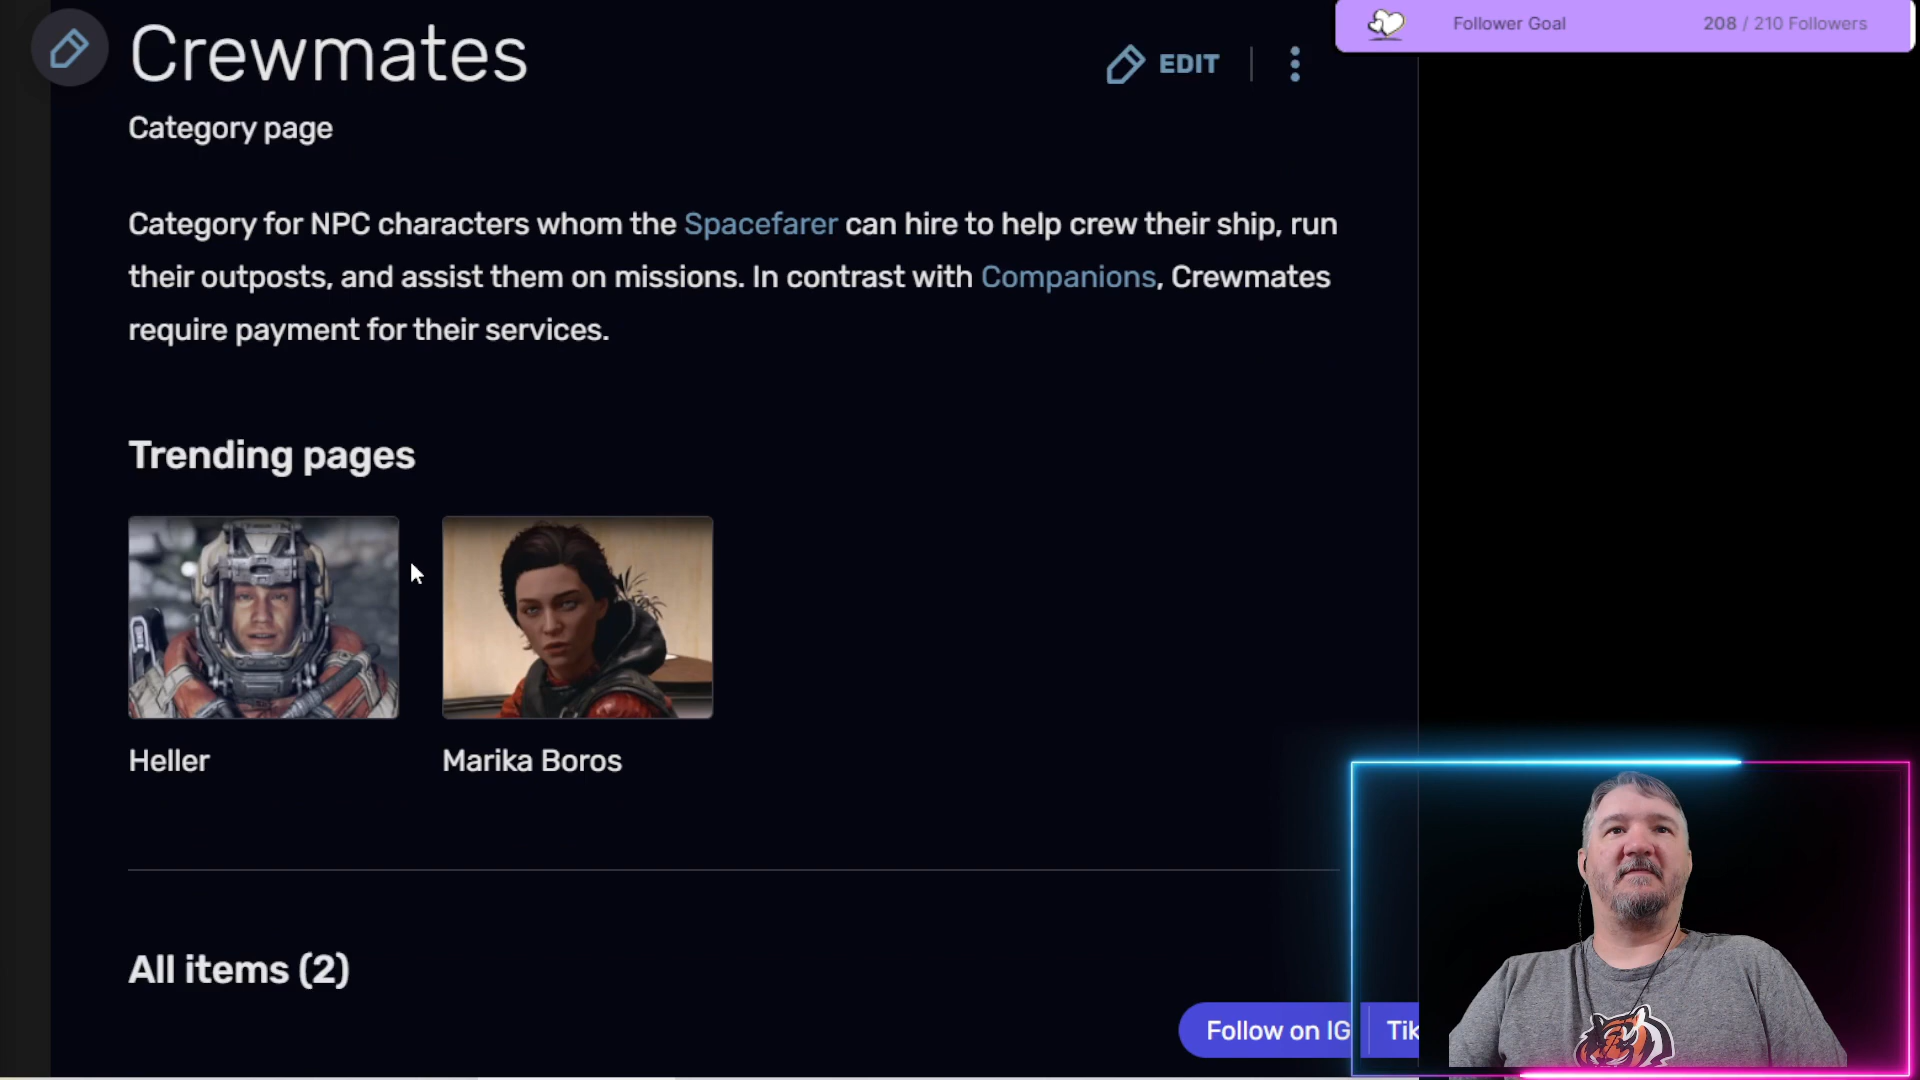 Crewmates
EDIT
Follower Goal
208 / 210 Followers
Category page
Category for NPC characters whom the Spacefarer can hire to help crew their ship, run
their outposts, and assist them on missions. In contrast with Companions, Crewmates
require payment for their services.
Trending pages
Heller
Marika Boros
All items (2)
Follow on IG
Tik